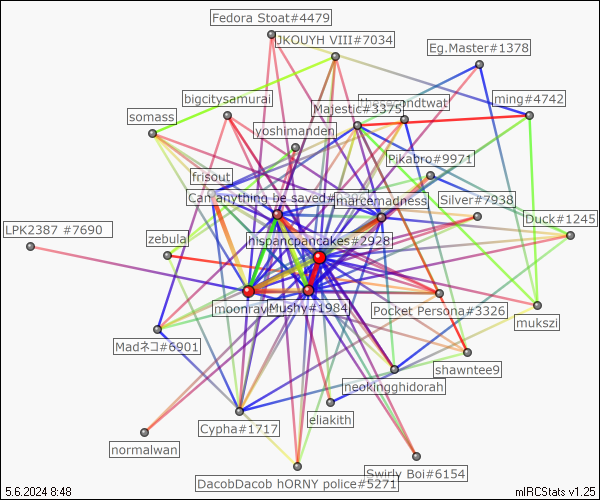 Fedora Stoat#4479
JKOUYH VIII#7034
Eg.Master#1378
bigcitysamurai
ming#4742
somass
Majestic#3375
yoshimanden
Pikabro#9971
frisout
Can anything be saved
marcemadness
Silver#7938
Duck#1245
LPK2387 #7690
zebula
hispancpancakes#2928
moonrav
Mushy#1984
Pocket Persona#3326
mukszi
Madネコ#6901
shawntee9
neokingghidorah
Cypha#1717
eliakith
normalwan
Swirly Boi#6154
DacobDacob hORNY police#5271
5.6.2024 8:48
mIRCStats v1.25